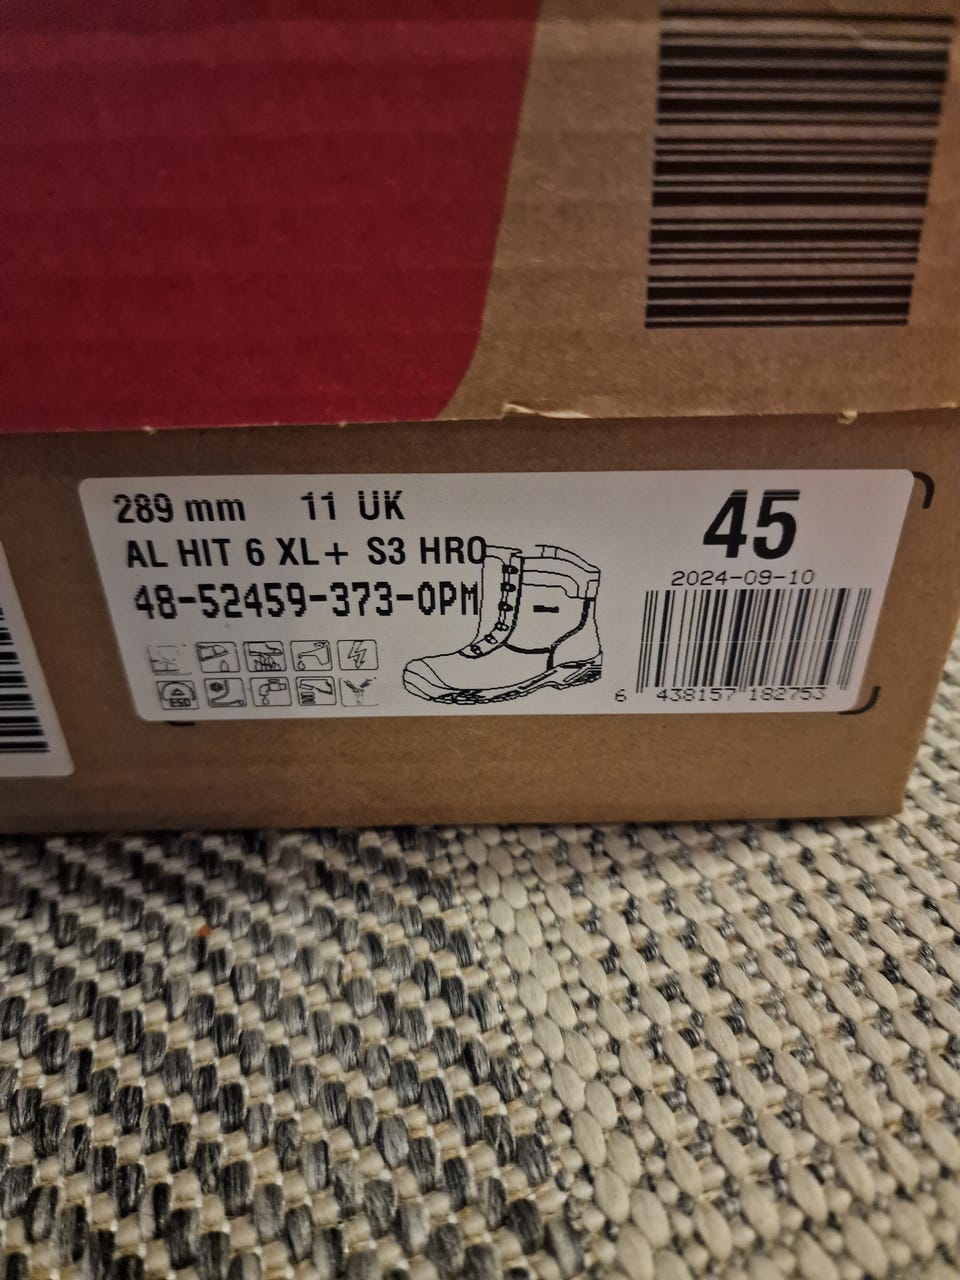 289 mm 11 UK
45
AL HIT 6 XL+ S3 HRO
2024-09-10
48-52459-373-0PM
ESD
6 438157 182753